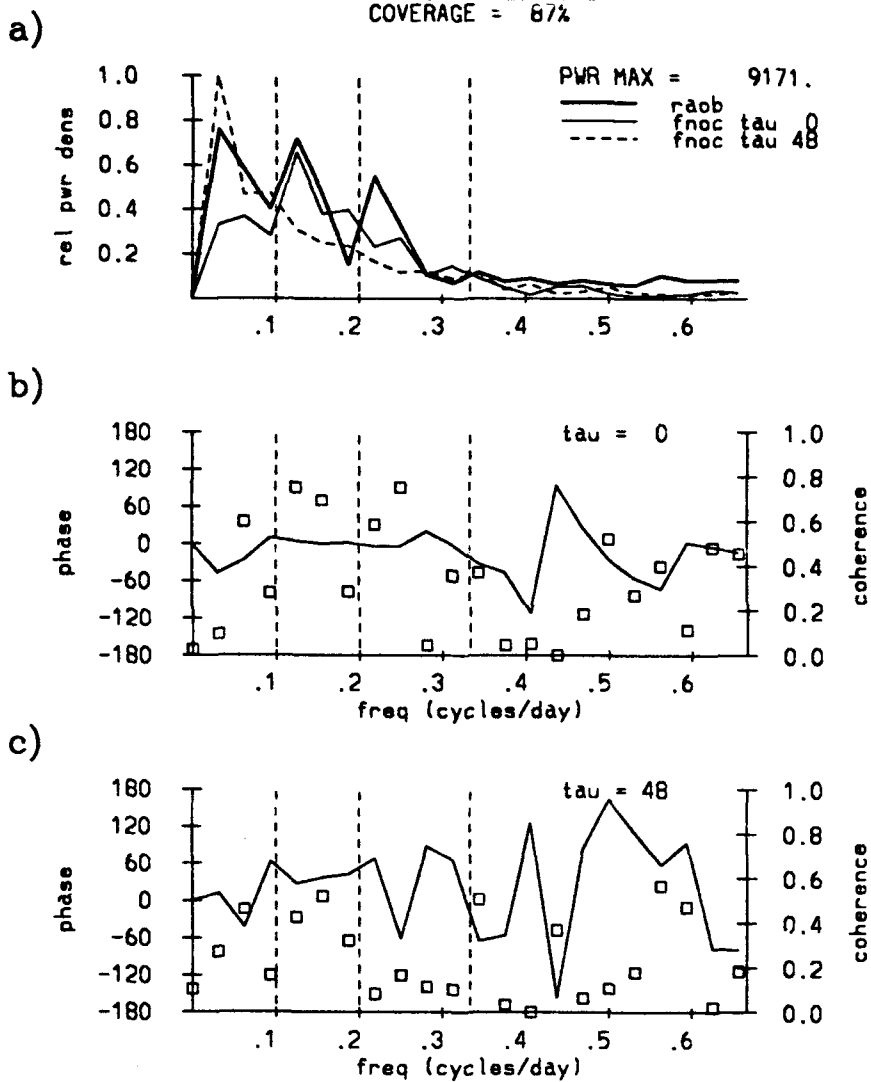 COVERAGE = 87%
a)
PWR MAX = 9171.
raob
fnoc tau 0
fnoc tau 48
rel pwr dens
1.0
0.8
0.6
0.4
0.2
.1 .2 .3 .4 .5 .6
b)
tau = 0
phase
180
120
60
0
-60
-120
-180
coherence
1.0
0.8
0.6
0.4
0.2
0.0
.1 .2 .3 .4 .5 .6
freq (cycles/day)
c)
tau = 48
phase
180
120
60
0
-60
-120
-180
coherence
1.0
0.8
0.6
0.4
0.2
0.0
.1 .2 .3 .4 .5 .6
freq (cycles/day)